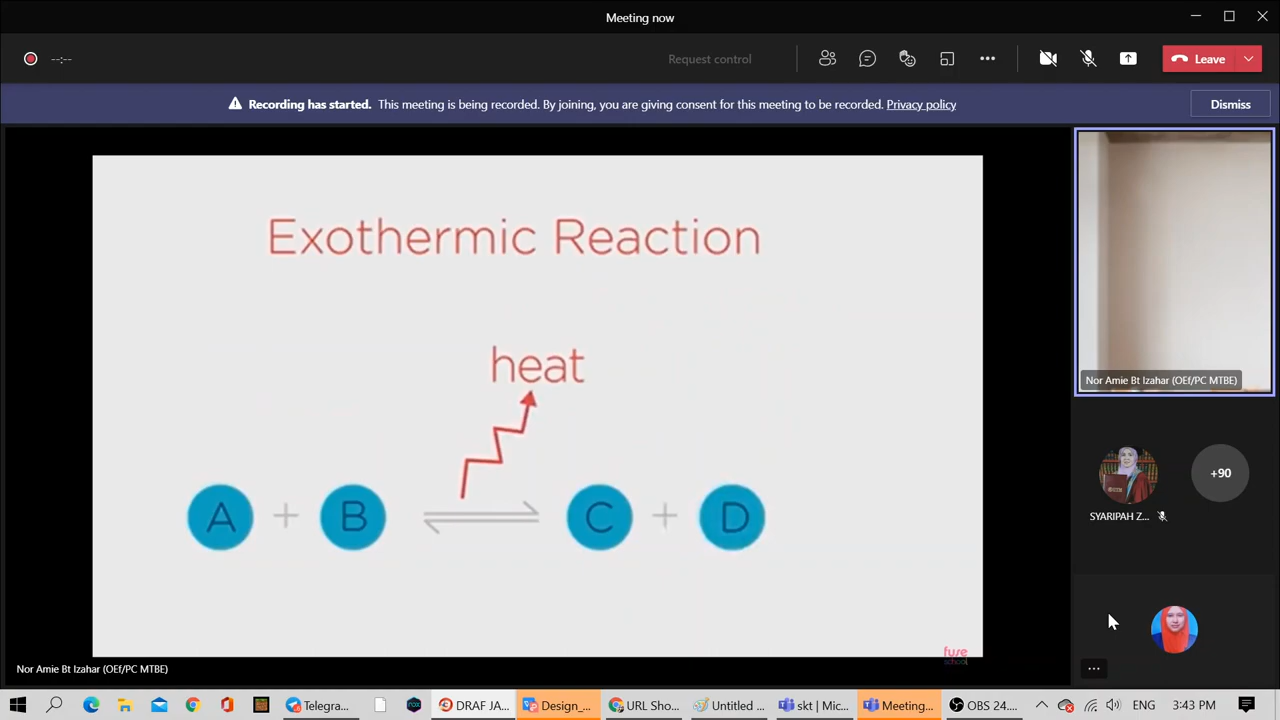 Meeting now
--:--
Request control
Leave
Recording has started. This meeting is being recorded. By joining, you are giving consent for this meeting to be recorded. Privacy policy
Dismiss
Exothermic Reaction
heat
A + B C + D
fuse
school
Nor Amie Bt Izahar (OEf/PC MTBE)
Nor Amie Bt Izahar (OEf/PC MTBE)
+90
SYARIPAH Z...
Telegra...
DRAF JA...
Design_...
URL Sho...
Untitled ...
skt | Mic...
Meeting...
OBS 24....
ENG
3:43 PM